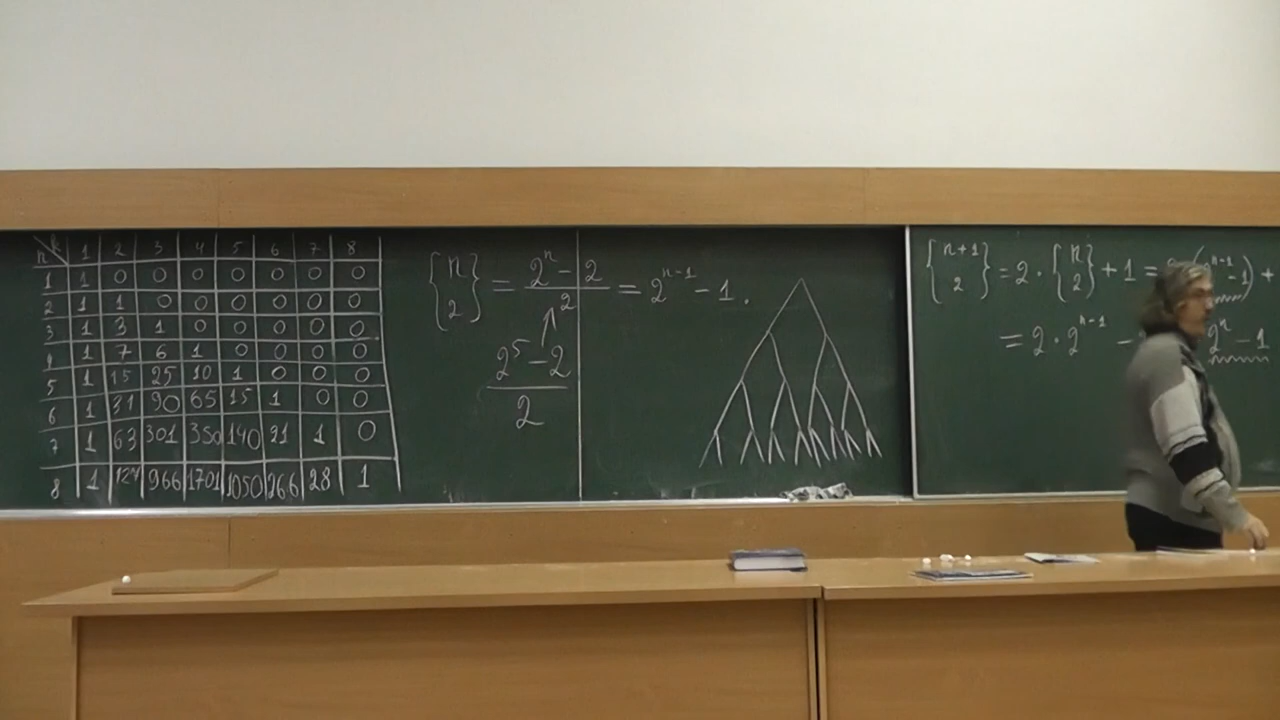 n k 1 2 3 4 5 6 7 8
1 1 0 0 0 0 0 0 0
2 1 1 0 0 0 0 0 0
3 1 3 1 0 0 0 0 0
4 1 7 6 1 0 0 0 0
5 1 15 25 10 1 0 0 0
6 1 31 90 65 15 1 0 0
7 1 63 301 350 140 21 1 0
8 1 127 966 1701 1050 266 28 1
{n 2} = (2^n - 2)/2 = 2^{n-1} - 1.
(2^5 - 2)/2
{n+1 2} = 2 · {n 2} + 1 = (2^{n-1} - 1) +
= 2 · 2^{n-1} - 2^n - 1